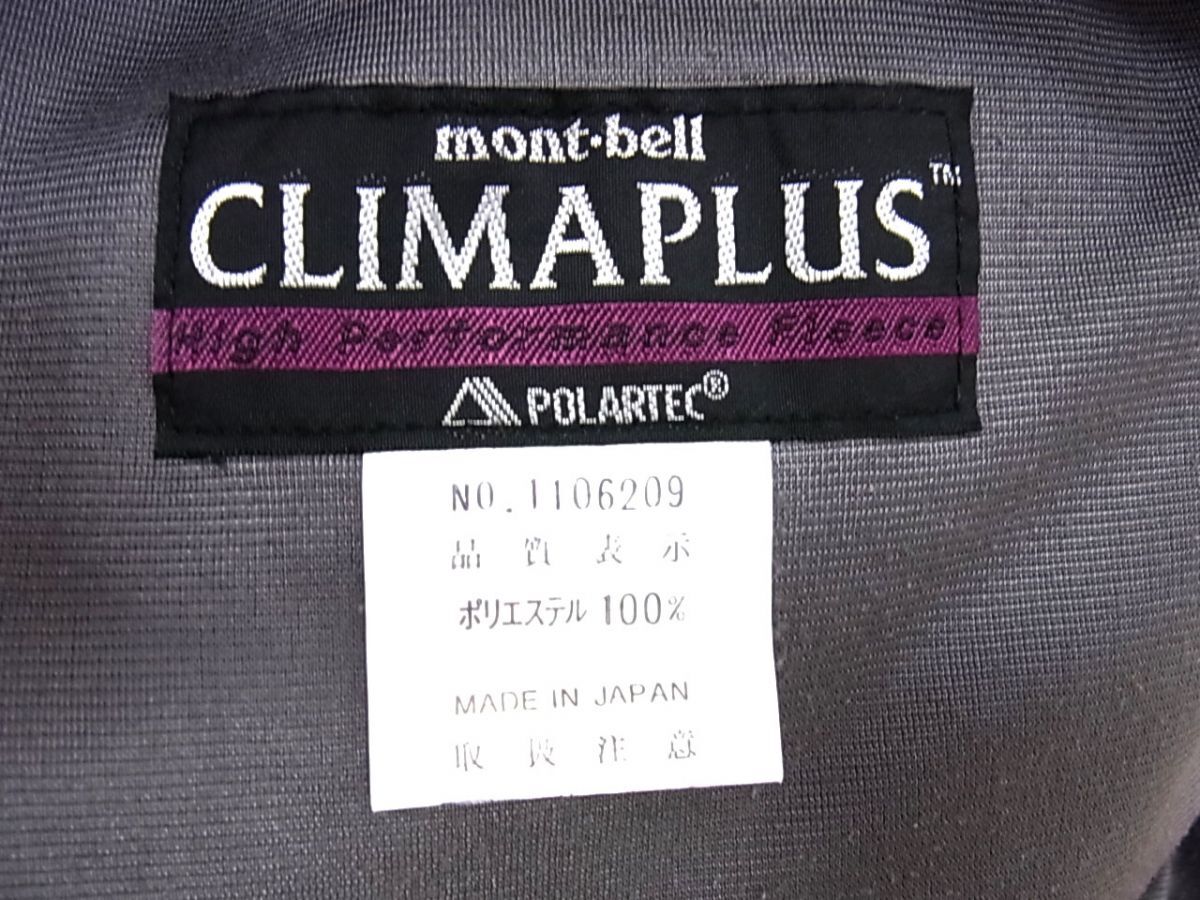 mont-bell
CLIMAPLUS™
High Performance Fleece
POLARTEC®
NO.1106209
品質表示
ポリエステル 100%
MADE IN JAPAN
取扱注意